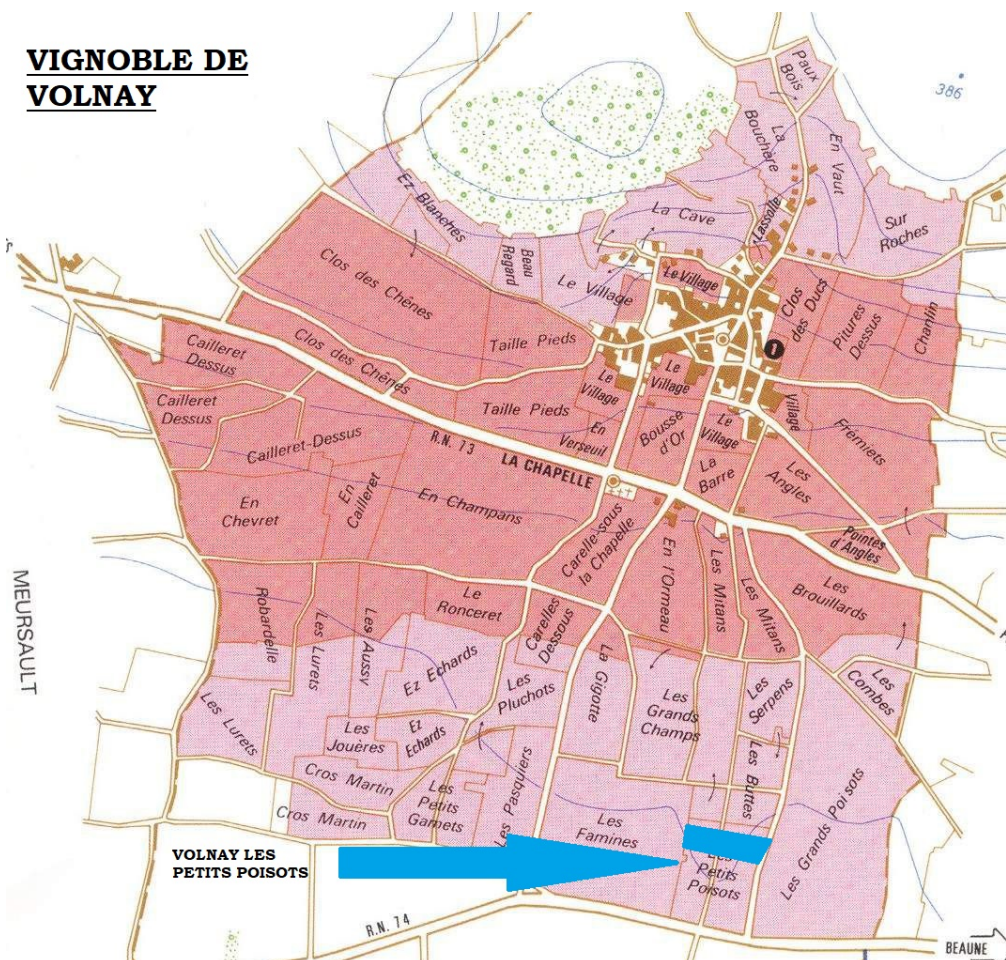 VIGNOBLE DE
VOLNAY
386
Paux
Bois
La
Bouchère
En Vaut
Sur
Roches
Ez Blanches
La Cave
Lassolle
Beau
Regard
Le Village
Le Village
Clos
des Ducs
Pitures
Dessus
Chanlin
Clos des Chênes
Taille Pieds
1
Cailleret
Dessus
Clos des Chênes
Le
Village
Le
Village
Village
Cailleret
Dessus
Taille Pieds
En
Verseuil
Bousse
d'Or
Le
Village
Frémiets
Cailleret-Dessus
R.N. 73
LA CHAPELLE
La
Barre
Les
Angles
En
Chevret
En
Cailleret
En Champans
Pointes
d'Angles
Carelle-sous
la Chapelle
En l'Ormeau
Les Mitans
Les Mitans
Les
Brouillards
MEURSAULT
Robardelle
Les Lurets
Les Aussy
Le
Ronceret
Carelles
Dessous
La Gigotte
Ez Echards
Les
Pluchots
Les
Grands
Champs
Les
Serpens
Les
Combes
Les Lurets
Les
Jouères
Ez
Echards
Cros Martin
Les
Petits
Gamets
Les Pasquiers
Les Buttes
Les Grands Poisots
Cros Martin
Les
Famines
VOLNAY LES
PETITS POISOTS
Les
Petits
Poisots
R.N. 74
BEAUNE